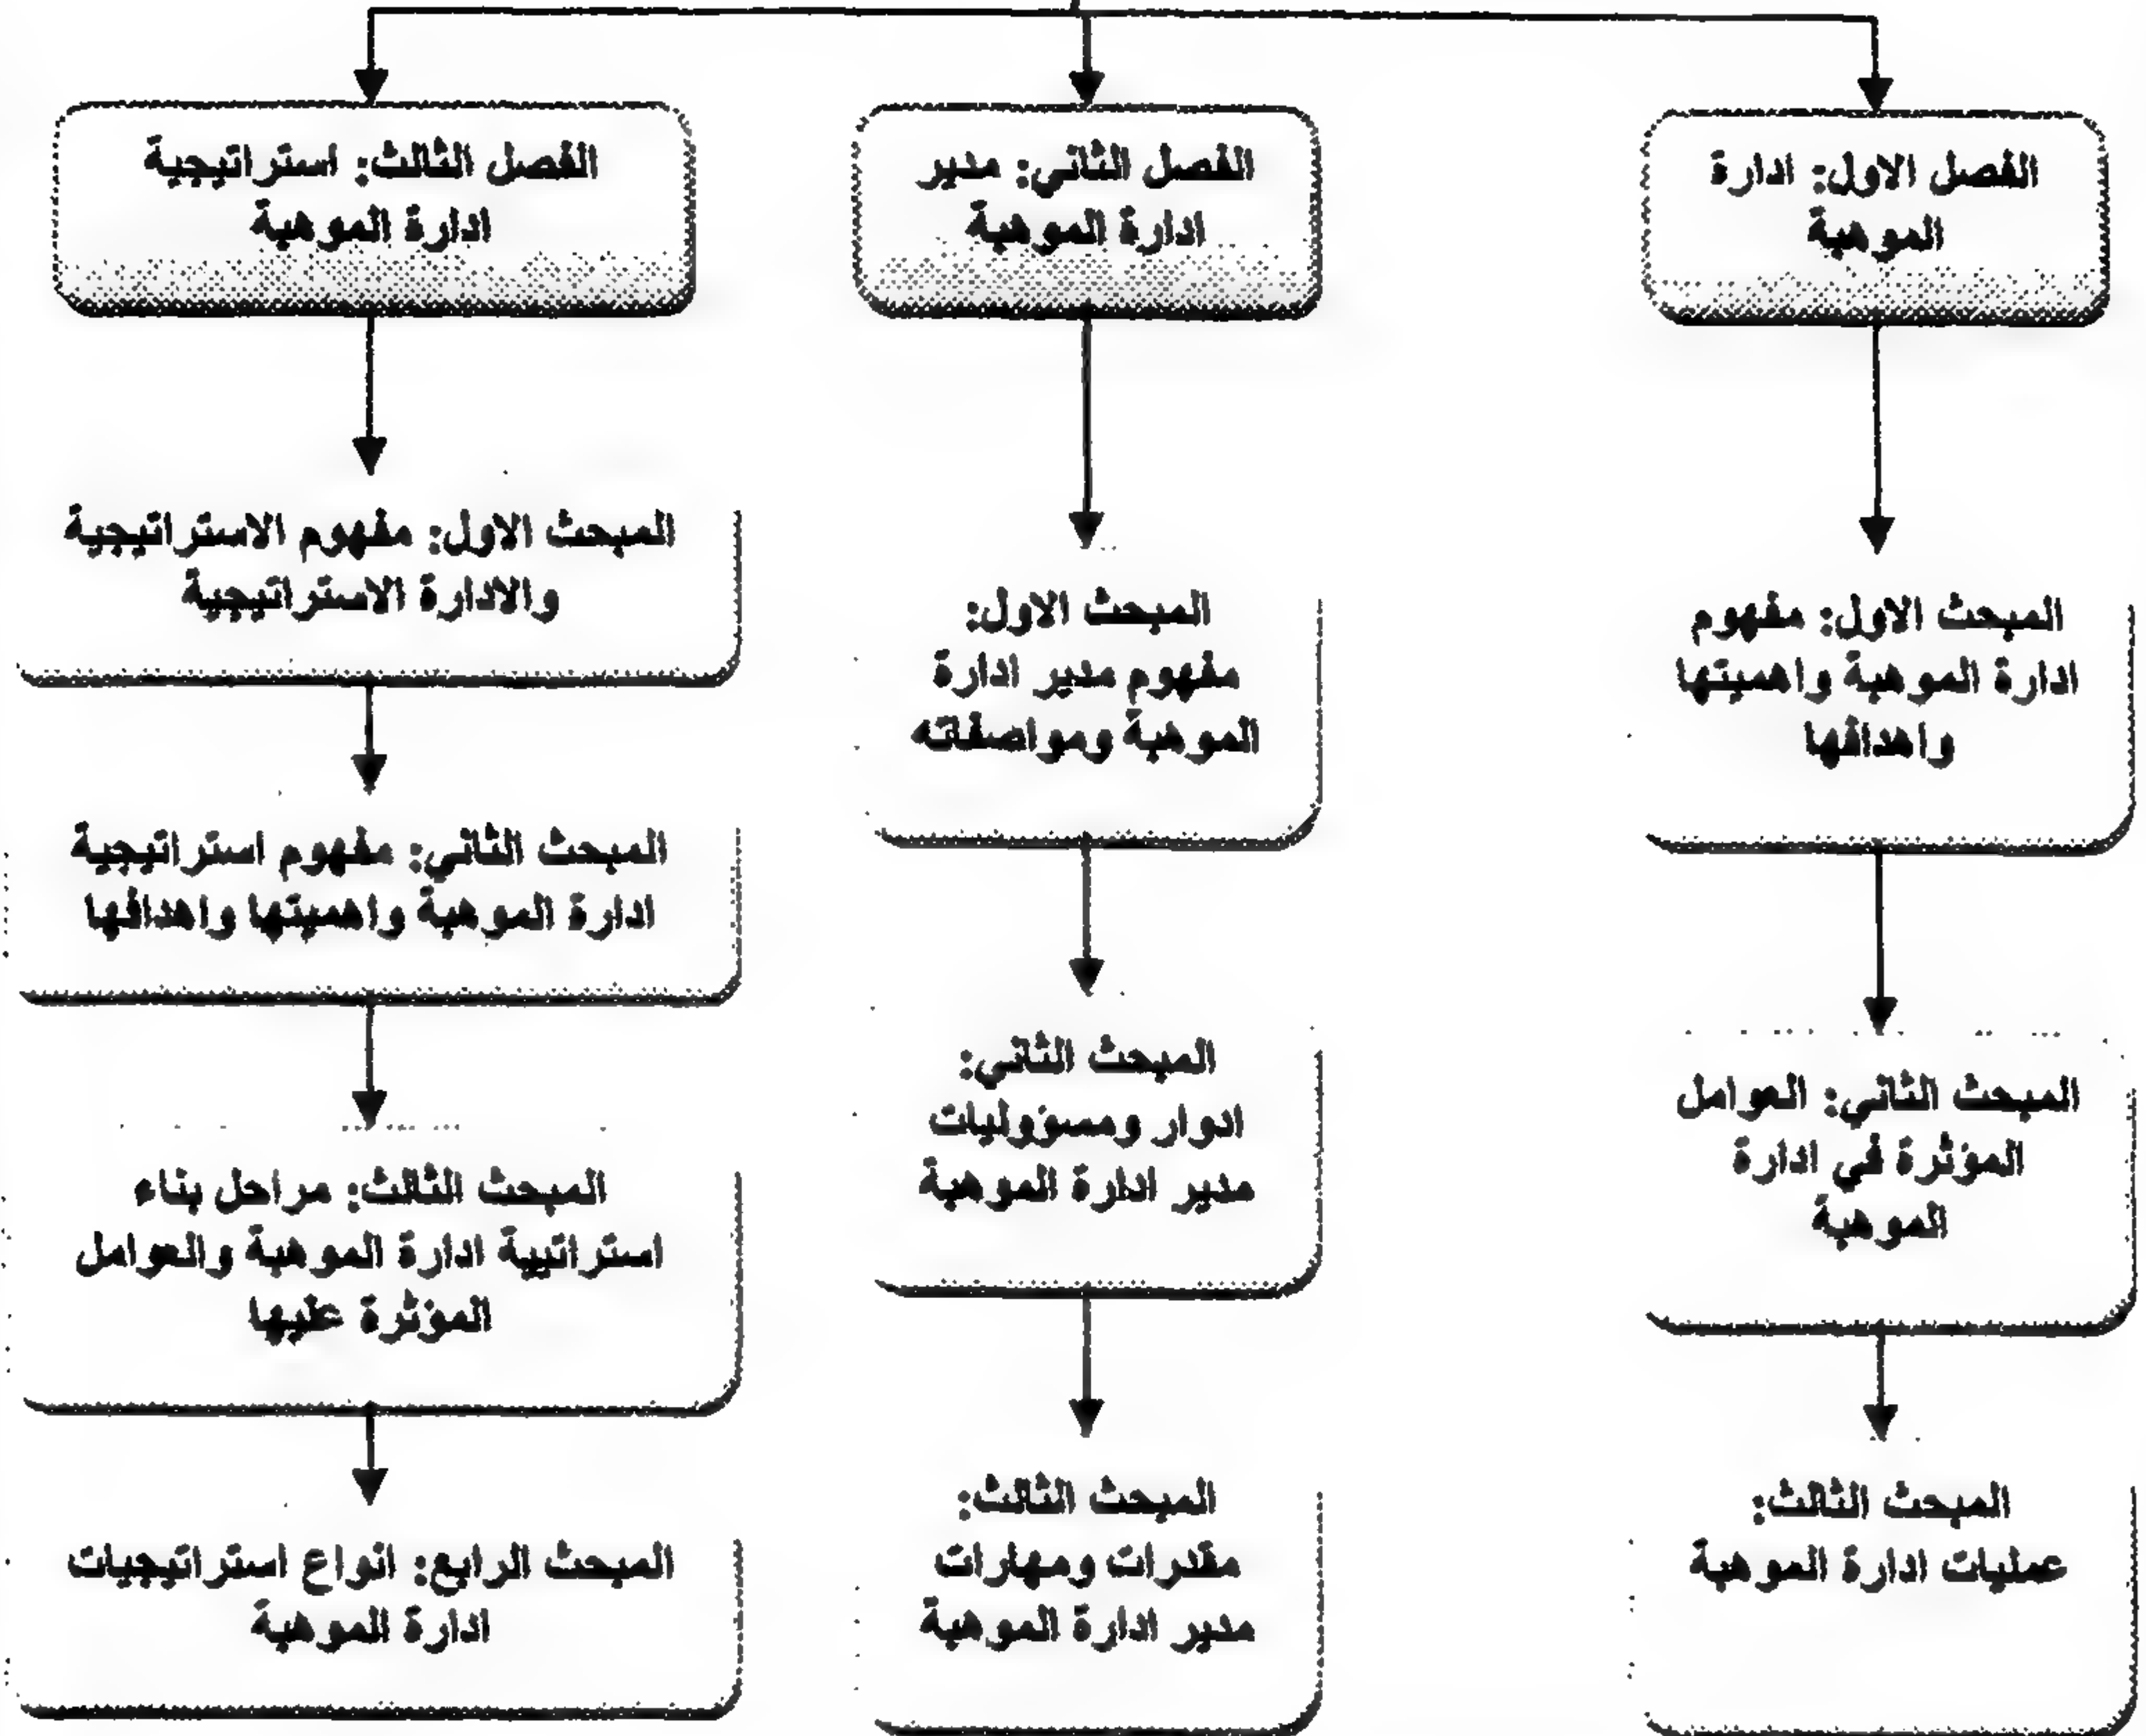 الفصل الاول: ادارة
الموهبة
المبحث الاول: مفهوم
ادارة الموهبة واهميتها
واهدافها
المبحث الثاني: العوامل
المؤثرة في ادارة
الموهبة
المبحث الثالث:
عمليات ادارة الموهبة
الفصل الثاني: مدير
ادارة الموهبة
المبحث الاول:
مفهوم مدير ادارة
الموهبة ومواصفاته
المبحث الثاني:
ادوار ومسؤوليات
مدير ادارة الموهبة
المبحث الثالث:
مقدرات ومهارات
مدير ادارة الموهبة
الفصل الثالث: استراتيجية
ادارة الموهبة
المبحث الاول: مفهوم الاستراتيجية
والادارة الاستراتيجية
المبحث الثاني: مفهوم استراتيجية
ادارة الموهبة واهميتها واهدافها
المبحث الثالث: مراحل بناء
استراتيية ادارة الموهبة والعوامل
المؤثرة عليها
المبحث الرابع: انواع استراتيجيات
ادارة الموهبة